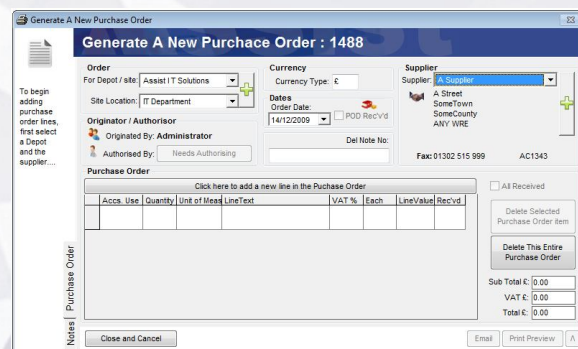 Generate A New Purchase Order
Generate A New Purchace Order : 1488
To begin
adding
purchase
order lines,
first select
a Depot
and the
supplier....
Order
For Depot / site: Assist I T Solutions
Site Location: IT Department
Originator / Authorisor
Originated By: Administrator
Authorised By: Needs Authorising
Currency
Currency Type: £
Dates
Order Date:
14/12/2009
POD Rec'v'd
Del Note No:
Supplier
Supplier: A Supplier
A Street
SomeTown
SomeCounty
ANY WRE
Fax: 01302 515 999 AC1343
Purchase Order
Click here to add a new line in the Puchase Order
Accs. Use Quantity Unit of Meas LineText VAT % Each LineValue Rec'vd
All Received
Delete Selected
Purchase Order item
Delete This Entire
Purchase Order
Sub Total £: 0.00
VAT £: 0.00
Total £: 0.00
Purchase Order
Notes
Close and Cancel
Email
Print Preview